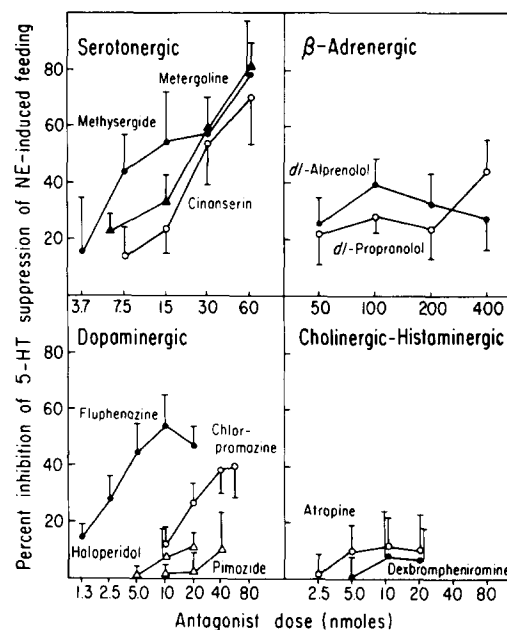 Percent inhibition of 5-HT suppression of NE-induced feeding
Serotonergic
80
60
40
20
Metergoline
Methysergide
Cinanserin
3.7 7.5 15 30 60
β-Adrenergic
dl-Alprenolol
dl-Propranolol
50 100 200 400
Dopaminergic
80
60
40
20
Fluphenazine
Chlor-
promazine
Haloperidol
Pimozide
1.3 2.5 5.0 10 20 40 80
Cholinergic-Histaminergic
Atropine
Dexbrompheniramine
2.5 5.0 10 20 40 80
Antagonist dose (nmoles)